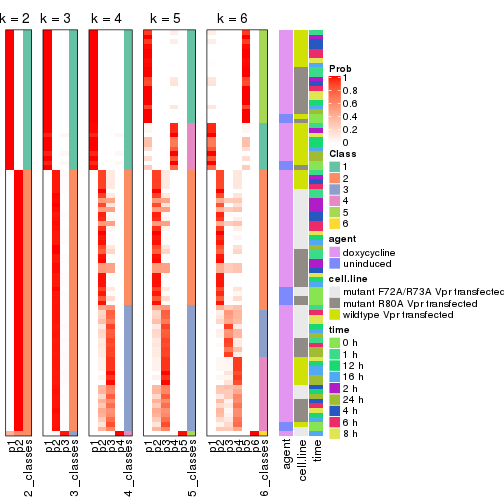 k = 2
k = 3
k = 4
k = 5
k = 6
p1
p2
2_classes
p1
p2
p3
3_classes
p1
p2
p3
p4
4_classes
p1
p2
p3
p4
p5
5_classes
p1
p2
p3
p4
p5
p6
6_classes
agent
cell.line
time
Prob
1
0.8
0.6
0.4
0.2
0
Class
1
2
3
4
5
6
agent
doxycycline
uninduced
cell.line
mutant F72A/R73A Vpr transfected
mutant R80A Vpr transfected
wildtype Vpr transfected
time
0 h
1 h
12 h
16 h
2 h
24 h
4 h
6 h
8 h